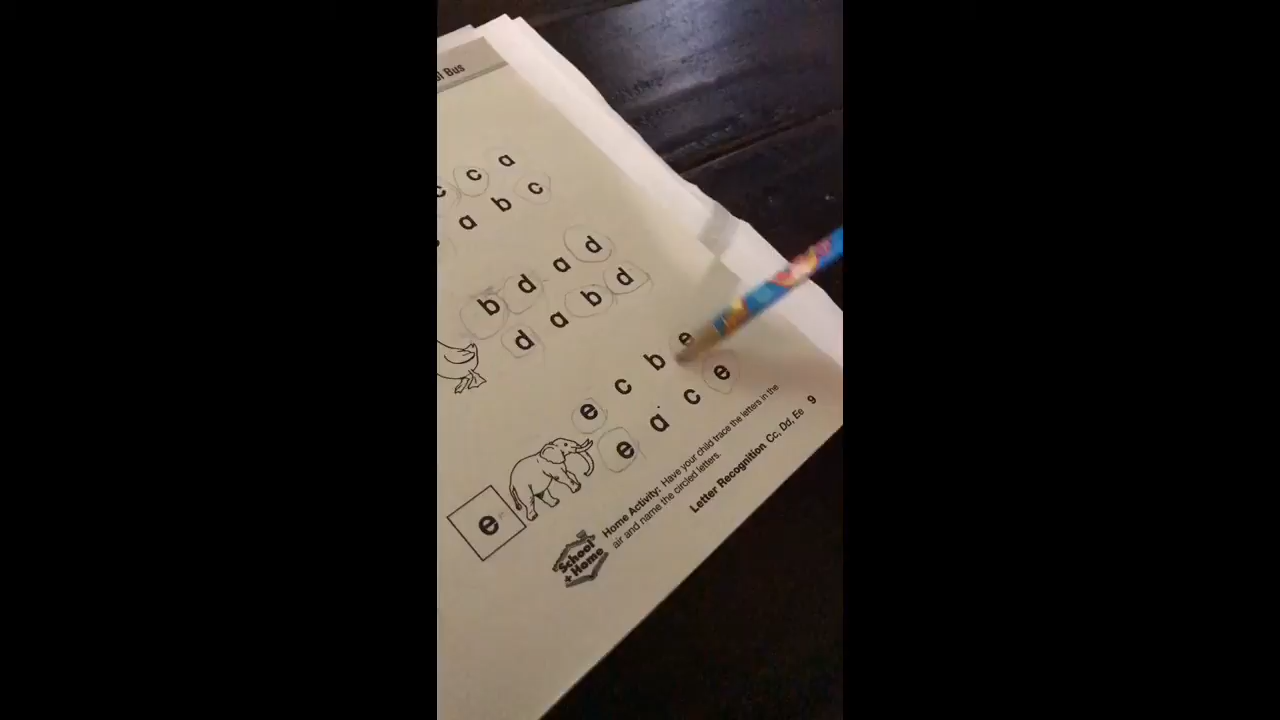 Bus
c c a
a b c
b d a d
d a b d
e c b e
e a c e
e
School
+ Home
Home Activity: Have your child trace the letters in the
air and name the circled letters.
Letter Recognition Cc, Dd, Ee 9